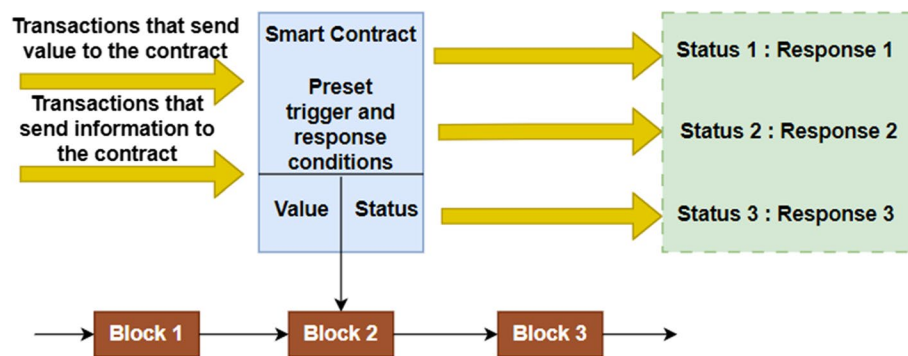 Transactions that send
value to the contract
Transactions that
send information to
the contract
Smart Contract
Preset
trigger and
response
conditions
Value
Status
Status 1 : Response 1
Status 2 : Response 2
Status 3 : Response 3
Block 1
Block 2
Block 3